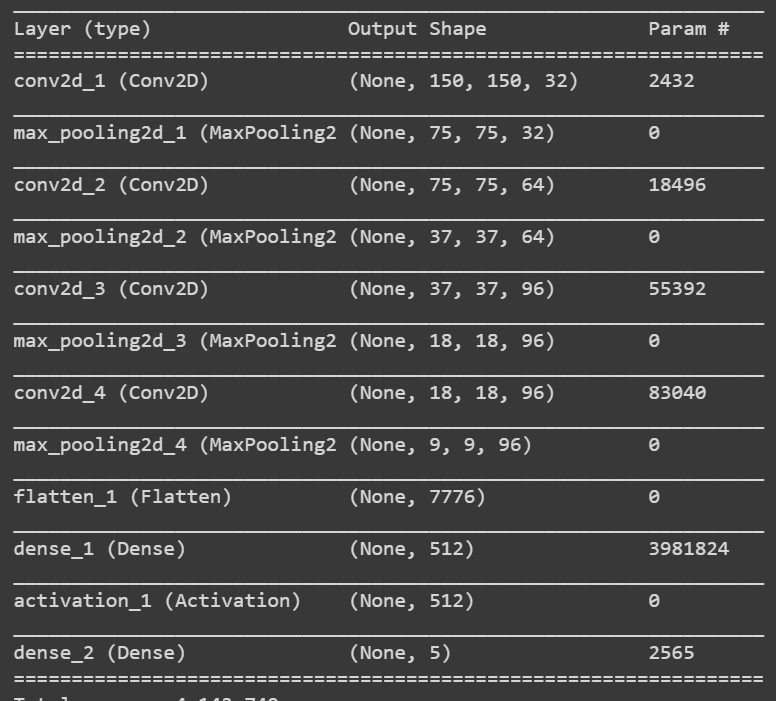 Layer (type) Output Shape Param #
conv2d_1 (Conv2D) (None, 150, 150, 32) 2432
max_pooling2d_1 (MaxPooling2 (None, 75, 75, 32) 0
conv2d_2 (Conv2D) (None, 75, 75, 64) 18496
max_pooling2d_2 (MaxPooling2 (None, 37, 37, 64) 0
conv2d_3 (Conv2D) (None, 37, 37, 96) 55392
max_pooling2d_3 (MaxPooling2 (None, 18, 18, 96) 0
conv2d_4 (Conv2D) (None, 18, 18, 96) 83040
max_pooling2d_4 (MaxPooling2 (None, 9, 9, 96) 0
flatten_1 (Flatten) (None, 7776) 0
dense_1 (Dense) (None, 512) 3981824
activation_1 (Activation) (None, 512) 0
dense_2 (Dense) (None, 5) 2565